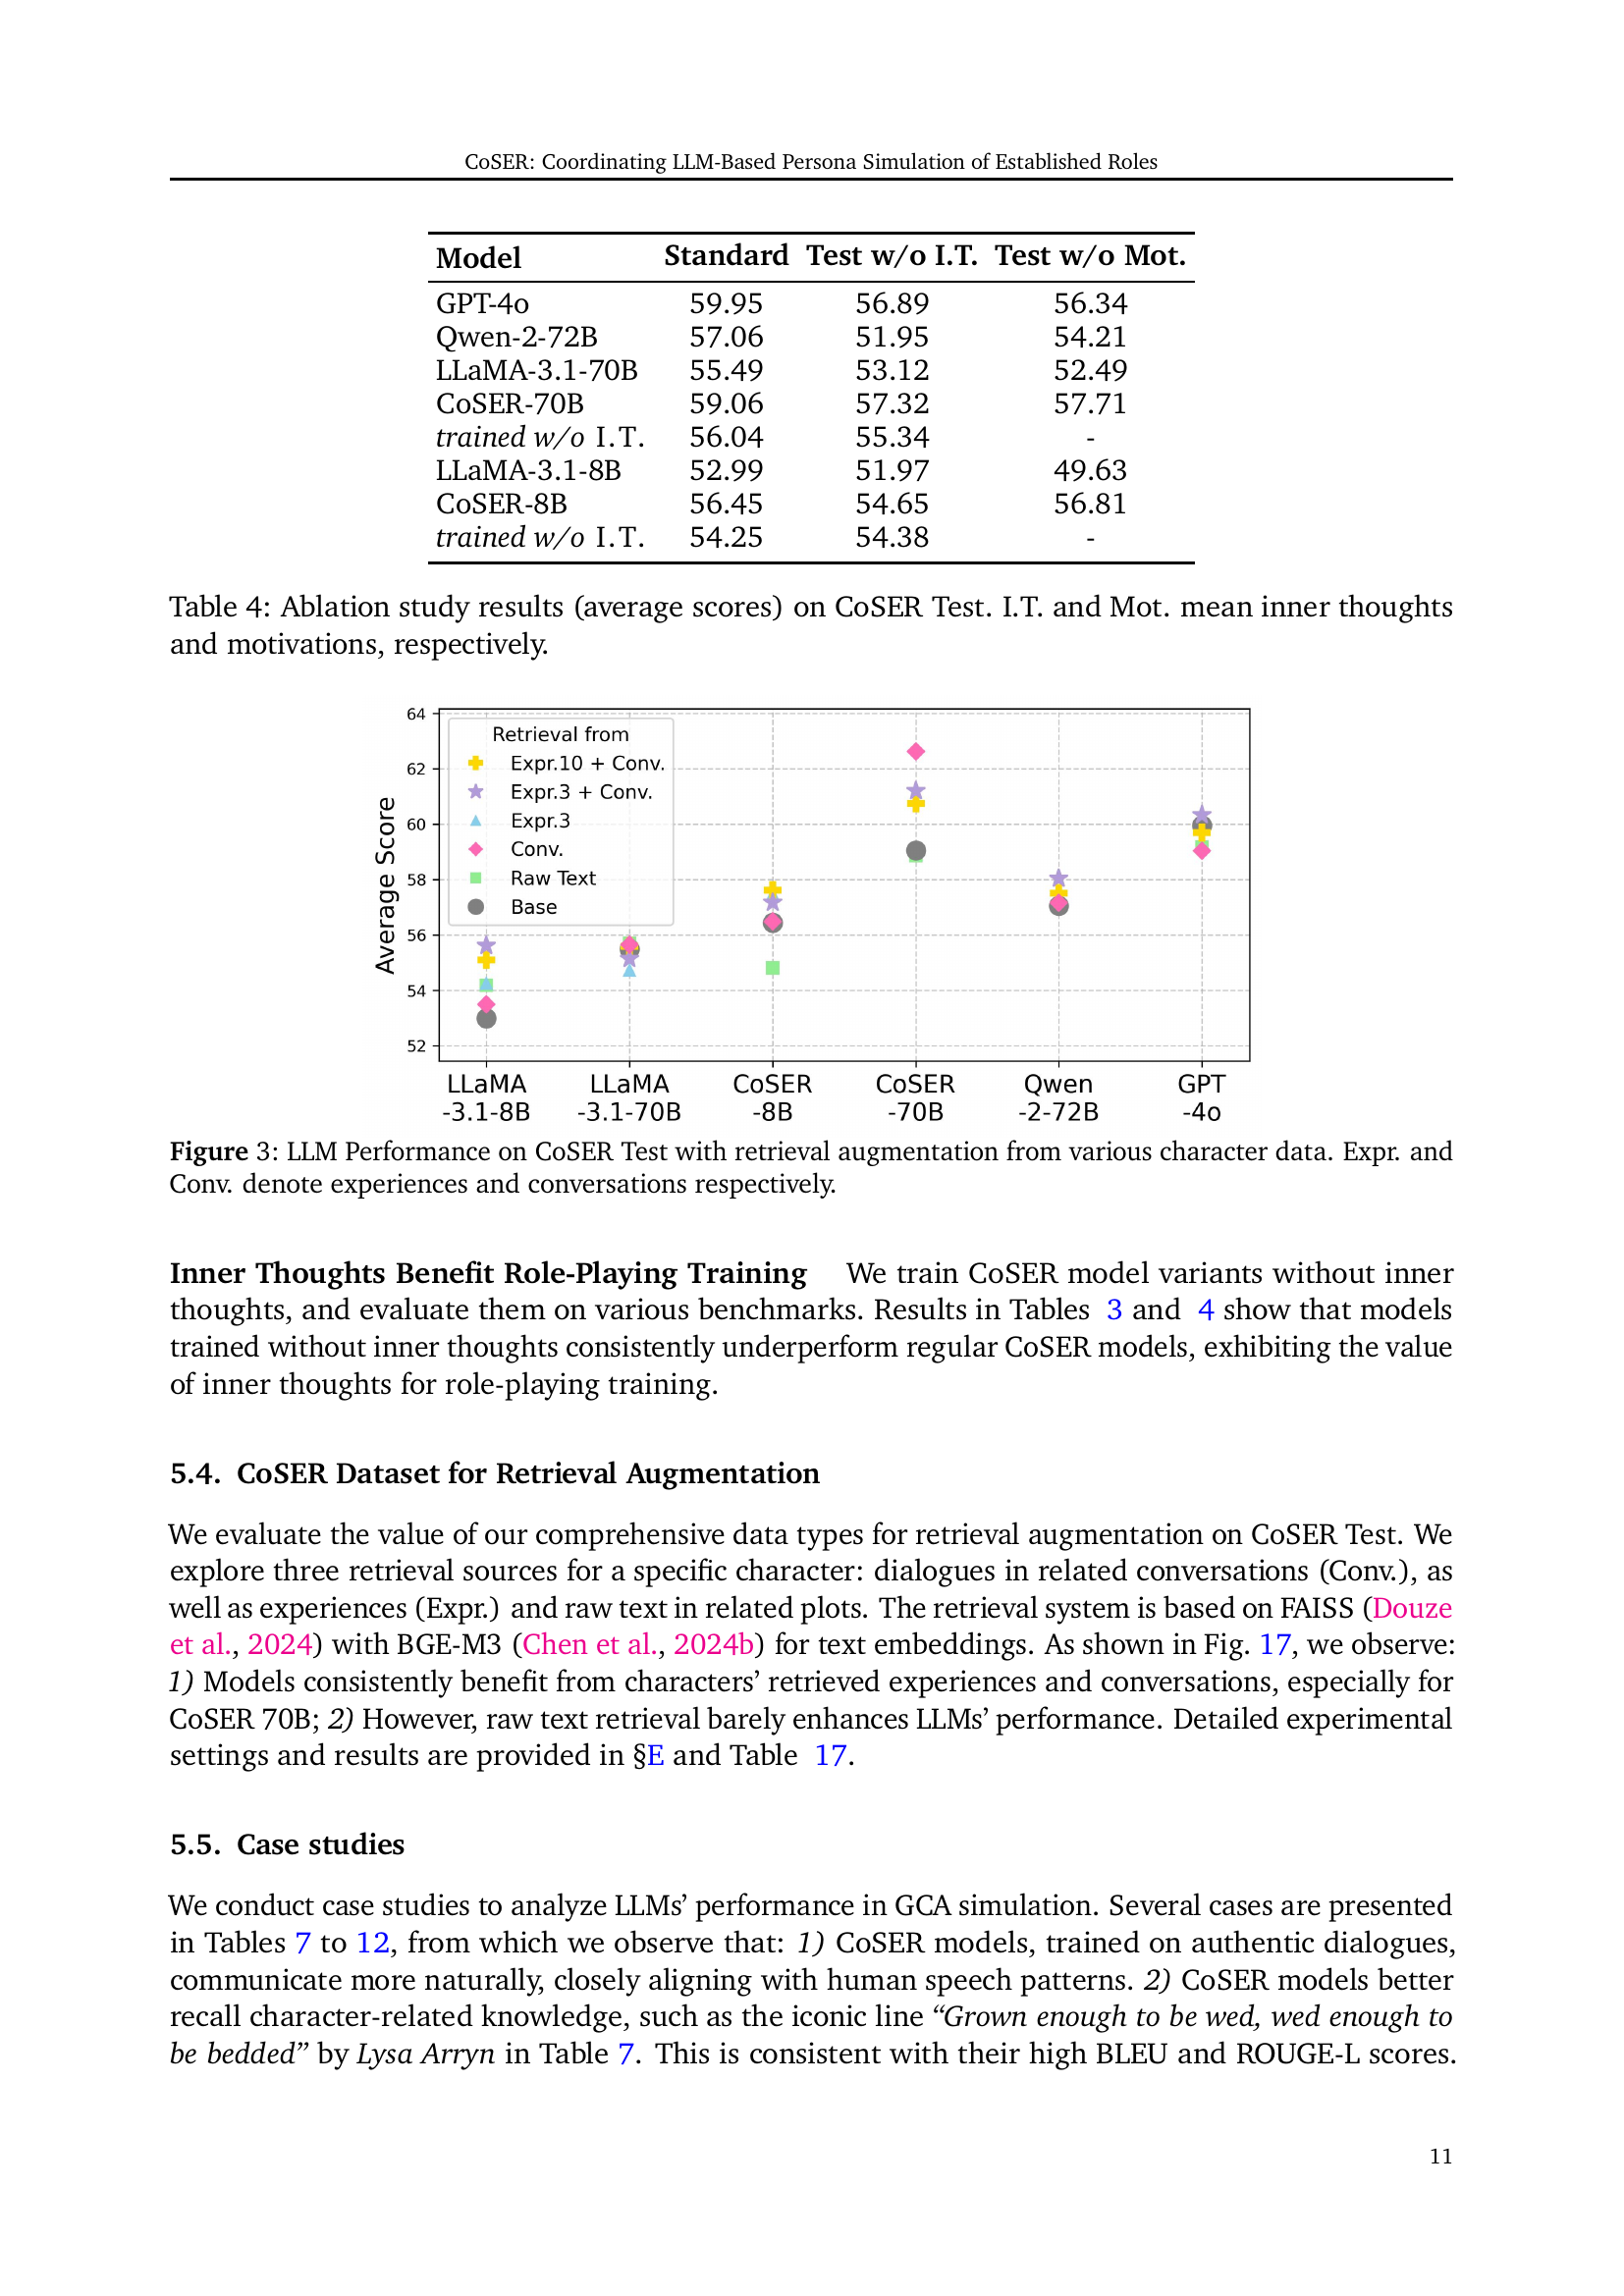 CoSER: Coordinating LLM-Based Persona Simulation of Established Roles
Model Standard Test w/o I.T. Test w/o Mot.
GPT-4o 59.95 56.89 56.34
Qwen-2-72B 57.06 51.95 54.21
LLaMA-3.1-70B 55.49 53.12 52.49
CoSER-70B 59.06 57.32 57.71
trained w/o I.T. 56.04 55.34 -
LLaMA-3.1-8B 52.99 51.97 49.63
CoSER-8B 56.45 54.65 56.81
trained w/o I.T. 54.25 54.38 -
Table 4: Ablation study results (average scores) on CoSER Test. I.T. and Mot. mean inner thoughts
and motivations, respectively.
Average Score
64
62
60
58
56
54
52
Retrieval from
Expr.10 + Conv.
Expr.3 + Conv.
Expr.3
Conv.
Raw Text
Base
LLaMA LLaMA CoSER CoSER Qwen GPT
-3.1-8B -3.1-70B -8B -70B -2-72B -4o
Figure 3: LLM Performance on CoSER Test with retrieval augmentation from various character data. Expr. and
Conv. denote experiences and conversations respectively.
Inner Thoughts Benefit Role-Playing Training We train CoSER model variants without inner
thoughts, and evaluate them on various benchmarks. Results in Tables 3 and 4 show that models
trained without inner thoughts consistently underperform regular CoSER models, exhibiting the value
of inner thoughts for role-playing training.
5.4. CoSER Dataset for Retrieval Augmentation
We evaluate the value of our comprehensive data types for retrieval augmentation on CoSER Test. We
explore three retrieval sources for a specific character: dialogues in related conversations (Conv.), as
well as experiences (Expr.) and raw text in related plots. The retrieval system is based on FAISS (Douze
et al., 2024) with BGE-M3 (Chen et al., 2024b) for text embeddings. As shown in Fig. 17, we observe:
1) Models consistently benefit from characters’ retrieved experiences and conversations, especially for
CoSER 70B; 2) However, raw text retrieval barely enhances LLMs’ performance. Detailed experimental
settings and results are provided in §E and Table 17.
5.5. Case studies
We conduct case studies to analyze LLMs’ performance in GCA simulation. Several cases are presented
in Tables 7 to 12, from which we observe that: 1) CoSER models, trained on authentic dialogues,
communicate more naturally, closely aligning with human speech patterns. 2) CoSER models better
recall character-related knowledge, such as the iconic line “Grown enough to be wed, wed enough to
be bedded” by Lysa Arryn in Table 7. This is consistent with their high BLEU and ROUGE-L scores.
11